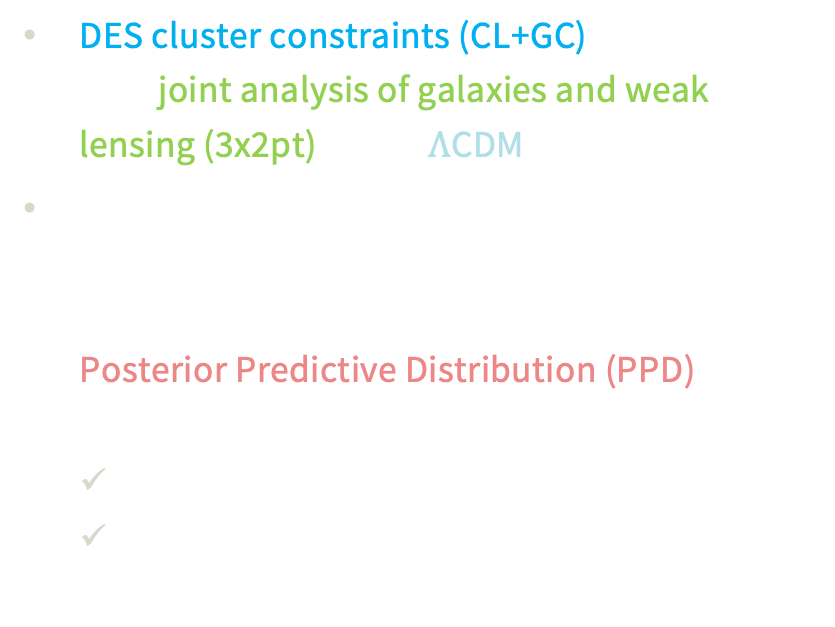 • DES cluster constraints (CL+GC)
joint analysis of galaxies and weak
lensing (3x2pt) ΛCDM
•
Posterior Predictive Distribution (PPD)
✓
✓